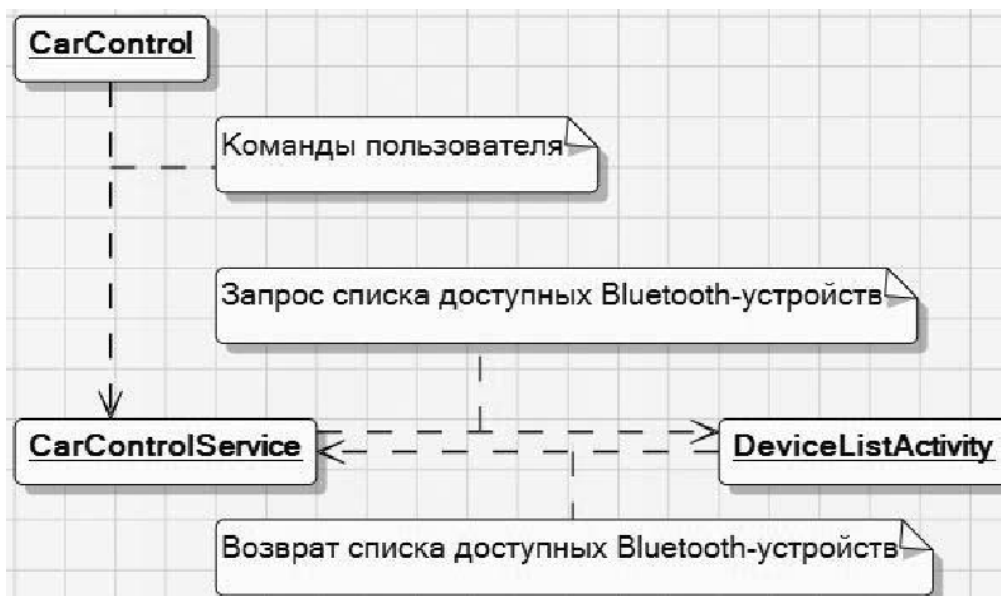 CarControl
Команды пользователя
Запрос списка доступных Bluetooth-устройств
CarControlService
DeviceListActivity
Возврат списка доступных Bluetooth-устройств